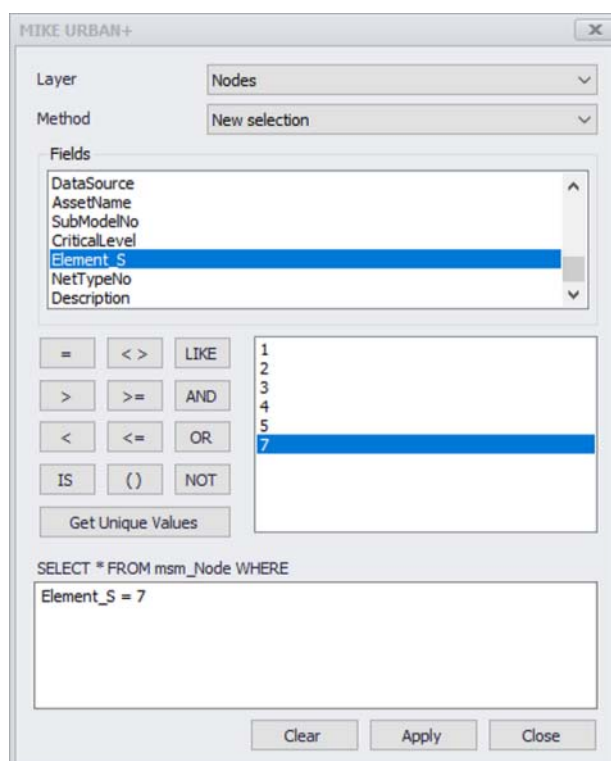 MIKE URBAN+
Layer Nodes
Method New selection
Fields
DataSource
AssetName
SubModelNo
CriticalLevel
Element_S
NetTypeNo
Description
= < > LIKE
> >= AND
< <= OR
IS () NOT
Get Unique Values
1
2
3
4
5
7
SELECT * FROM msm_Node WHERE
Element_S = 7
Clear Apply Close